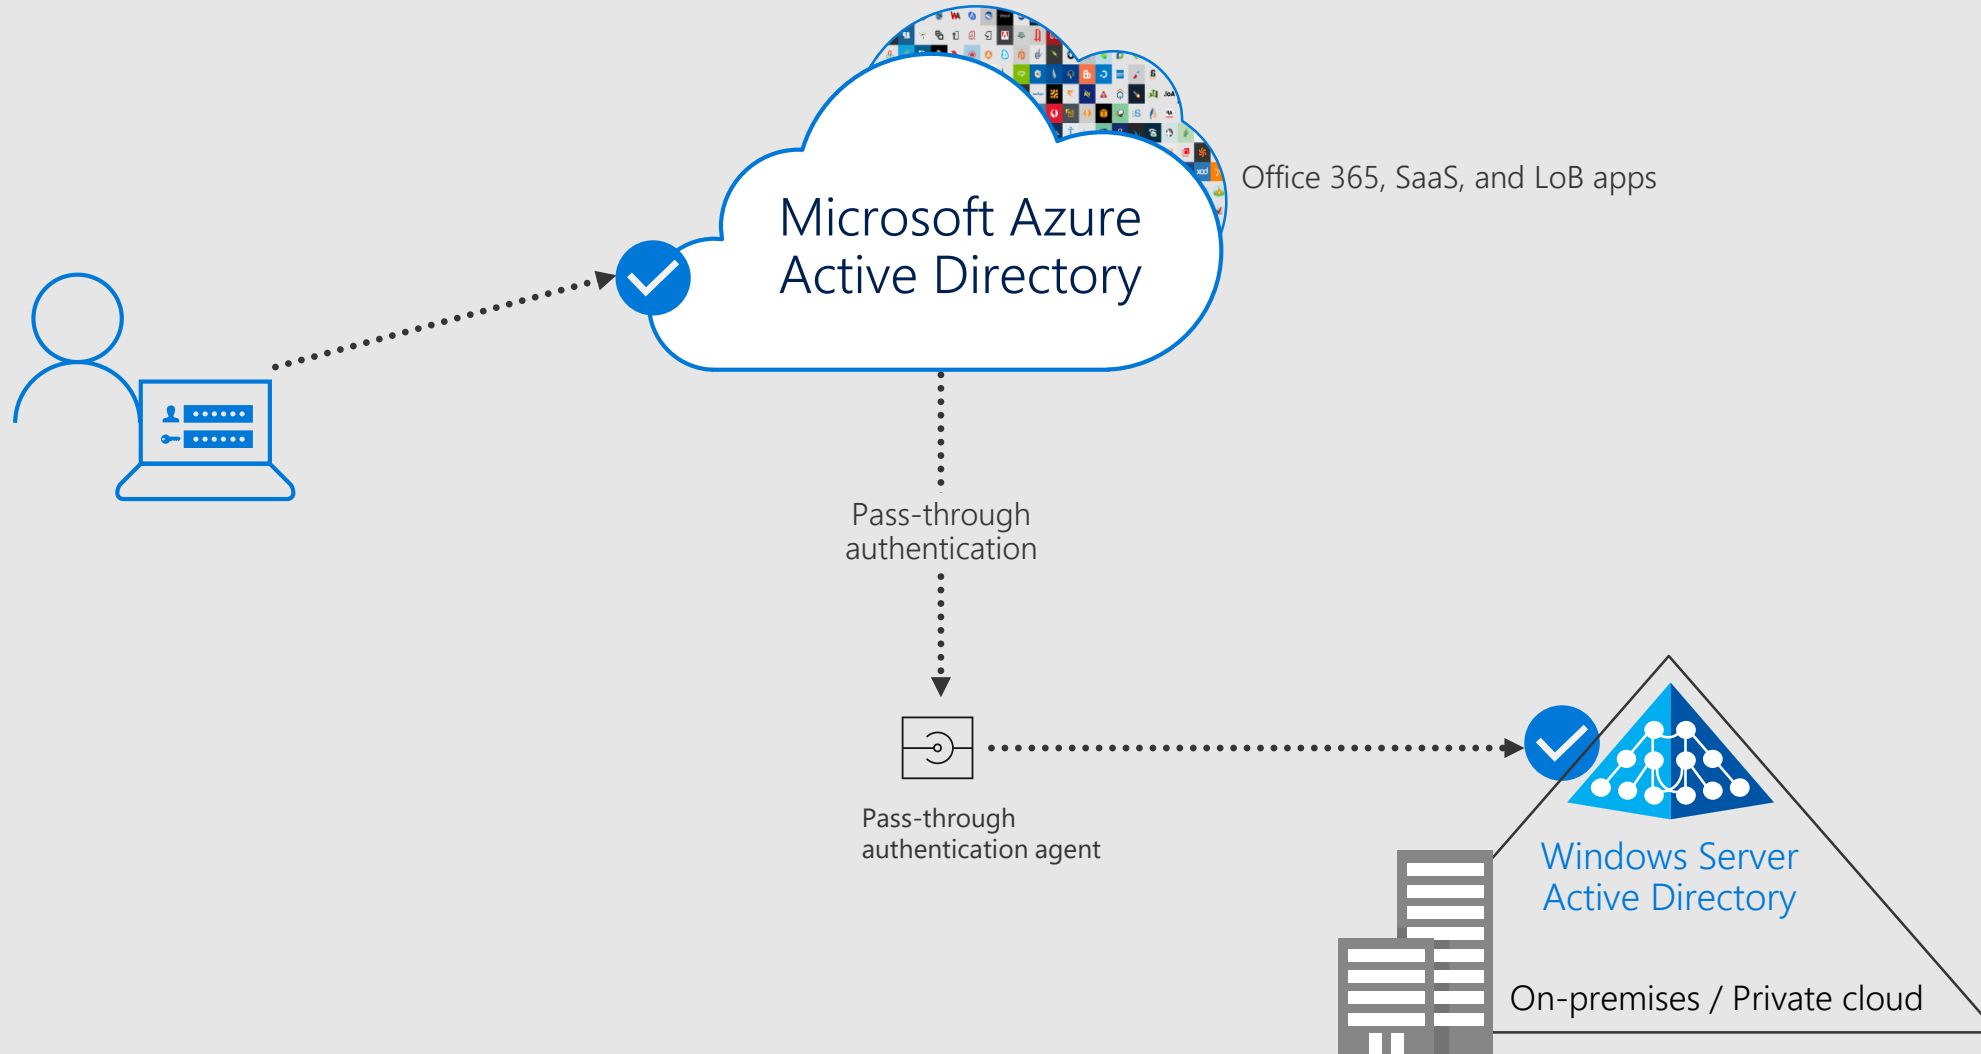 Office 365, SaaS, and LoB apps
Microsoft Azure
Active Directory
Pass-through
authentication
Pass-through
authentication agent
Windows Server
Active Directory
On-premises / Private cloud